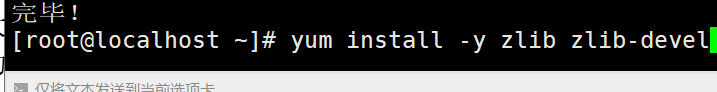 完毕！
[root@localhost ~]# yum install -y zlib zlib-devel
仅将文本发送到当前选项卡